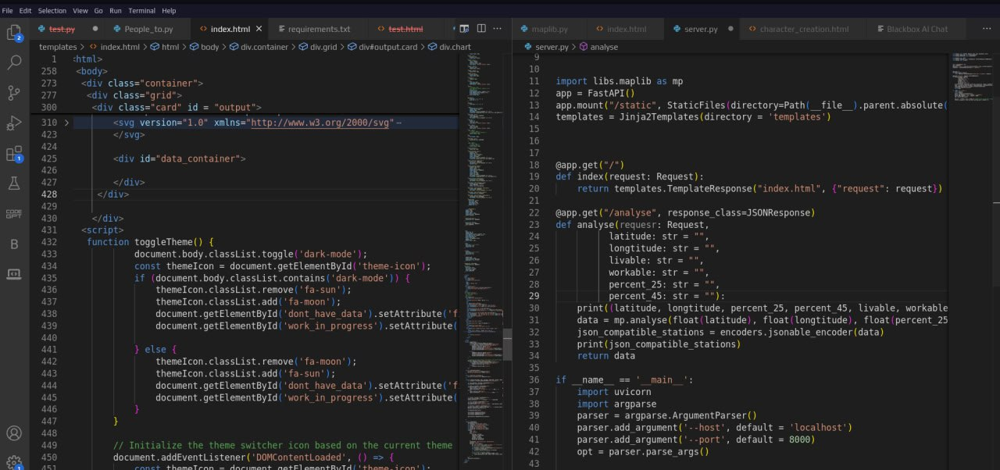 File Edit Selection View Go Run Terminal Help
test.py
People_to.py
index.html
requirements.txt
test.html
maplib.py
index.html
server.py
character_creation.html
Blackbox AI Chat
templates > index.html > html > body > div.container > div.grid > div#output.card > div.chart
server.py > analyse
2
1
CODE
GPT
B
1
1 <html>
258 <body>
273 <div class="container">
277 <div class="grid">
300 <div class="card" id = "output">
310 <svg version="1.0" xmlns="http://www.w3.org/2000/svg"
423 </svg>
424
425 <div id="data_container">
426
427 </div>
428 </div>
429
430 </div>
431 <script>
432 function toggleTheme() {
433 document.body.classList.toggle('dark-mode');
434 const themeIcon = document.getElementById('theme-icon');
435 if (document.body.classList.contains('dark-mode')) {
436 themeIcon.classList.remove('fa-sun');
437 themeIcon.classList.add('fa-moon');
438 document.getElementById('dont_have_data').setAttribute('f
439 document.getElementById('work_in_progress').setAttribute(
440
441 } else {
442 themeIcon.classList.remove('fa-moon');
443 themeIcon.classList.add('fa-sun');
444 document.getElementById('dont_have_data').setAttribute('f
445 document.getElementById('work_in_progress').setAttribute(
446 }
447 }
448
449 // Initialize the theme switcher icon based on the current theme
450 document.addEventListener('DOMContentLoaded', () => {
451 const themeIcon = document.getElementById('theme-icon');
9
10
11 import libs.maplib as mp
12 app = FastAPI()
13 app.mount("/static", StaticFiles(directory=Path(__file__).parent.absolute(
14 templates = Jinja2Templates(directory = 'templates')
15
16
17
18 @app.get("/")
19 def index(request: Request):
20 return templates.TemplateResponse("index.html", {"request": request})
21
22 @app.get("/analyse", response_class=JSONResponse)
23 def analyse(requesr: Request,
24 latitude: str = "",
25 longtitude: str = "",
26 livable: str = "",
27 workable: str = "",
28 percent_25: str = "",
29 percent_45: str = ""):
30 print((latitude, longtitude, percent_25, percent_45, livable, workable
31 data = mp.analyse(float(latitude), float(longtitude), float(percent_25
32 json_compatible_stations = encoders.jsonable_encoder(data)
33 print(json_compatible_stations)
34 return data
35
36 if __name__ == '__main__':
37 import uvicorn
38 import argparse
39 parser = argparse.ArgumentParser()
40 parser.add_argument('--host', default = 'localhost')
41 parser.add_argument('--port', default = 8000)
42 opt = parser.parse_args()
43